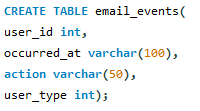 CREATE TABLE email_events(
user_id int,
occurred_at varchar(100),
action varchar(50),
user_type int);